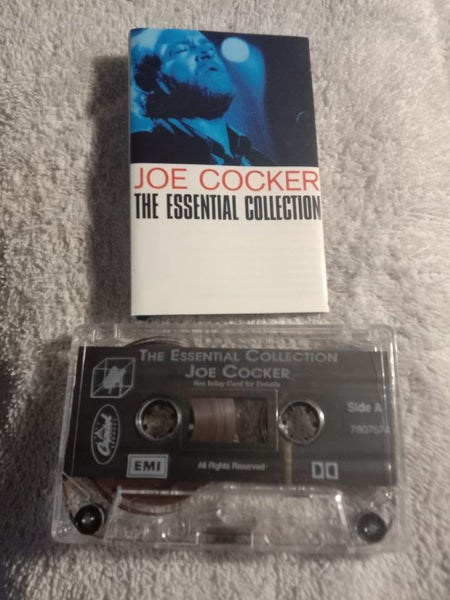 JOE COCKER
THE ESSENTIAL COLLECTION
THE ESSENTIAL COLLECTION
JOE COCKER
See Inlay Card for Details
Side A
Capitol
EMI
All Rights Reserved